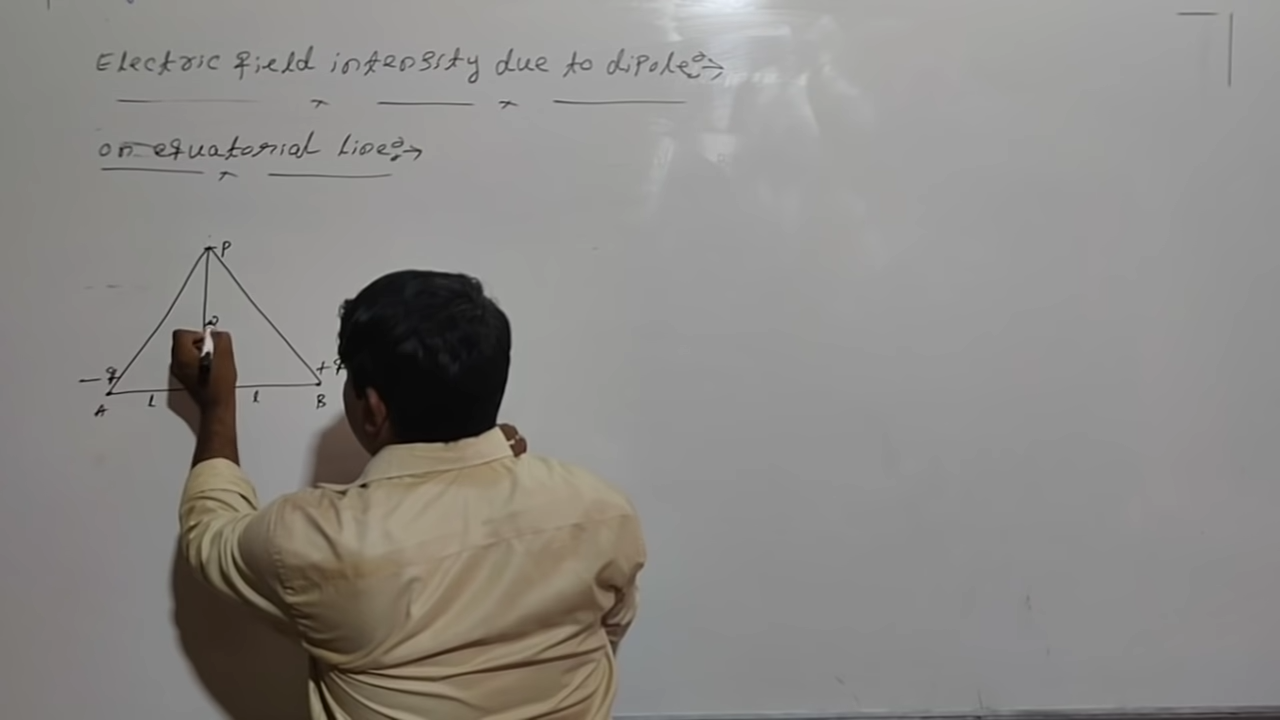 Electric field intensity due to dipole:→
on equatorial line:→
P
-q
+q
A
l
l
B